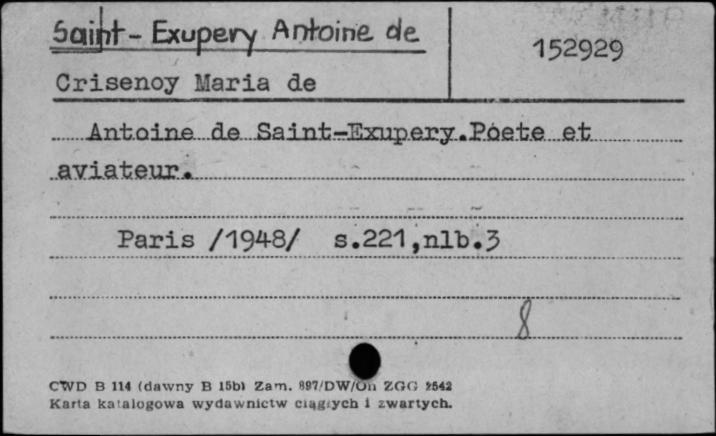 Saint-Exupery Antoine de
152929
Crisenoy Maria de
Antoine de Saint-Exupery.Poete et
aviateur.
Paris /1948/ s.221,nlb.3
8
CWD B 114 (dawny B 15b) Zam. 897/DW/On ZGG 2542
Karta katalogowa wydawnictw ciągłych i zwartych.